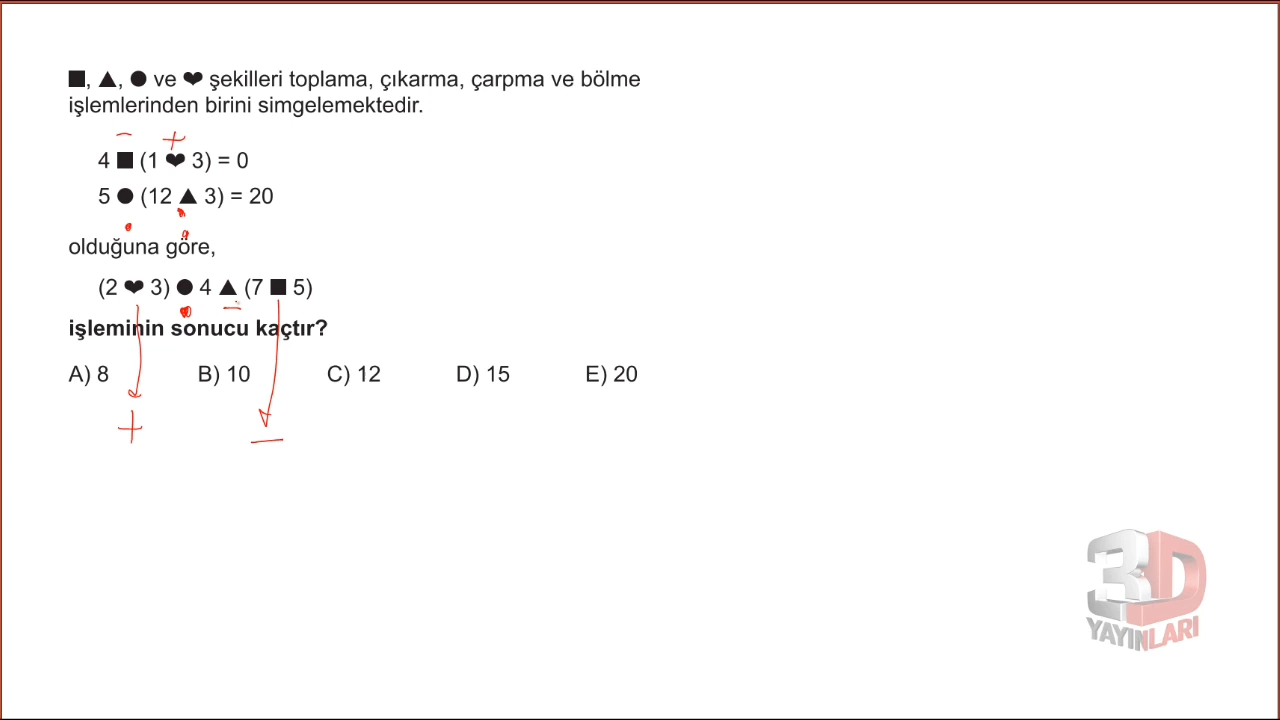 ■, ▲, ● ve ❤ şekilleri toplama, çıkarma, çarpma ve bölme
işlemlerinden birini simgelemektedir.
− +
4 ■ (1 ❤ 3) = 0
5 ● (12 ▲ 3) = 20
olduğuna göre,
(2 ❤ 3) ● 4 ▲ (7 ■ 5)
işleminin sonucu kaçtır?
A) 8 B) 10 C) 12 D) 15 E) 20
+ −
3D
YAYINLARI